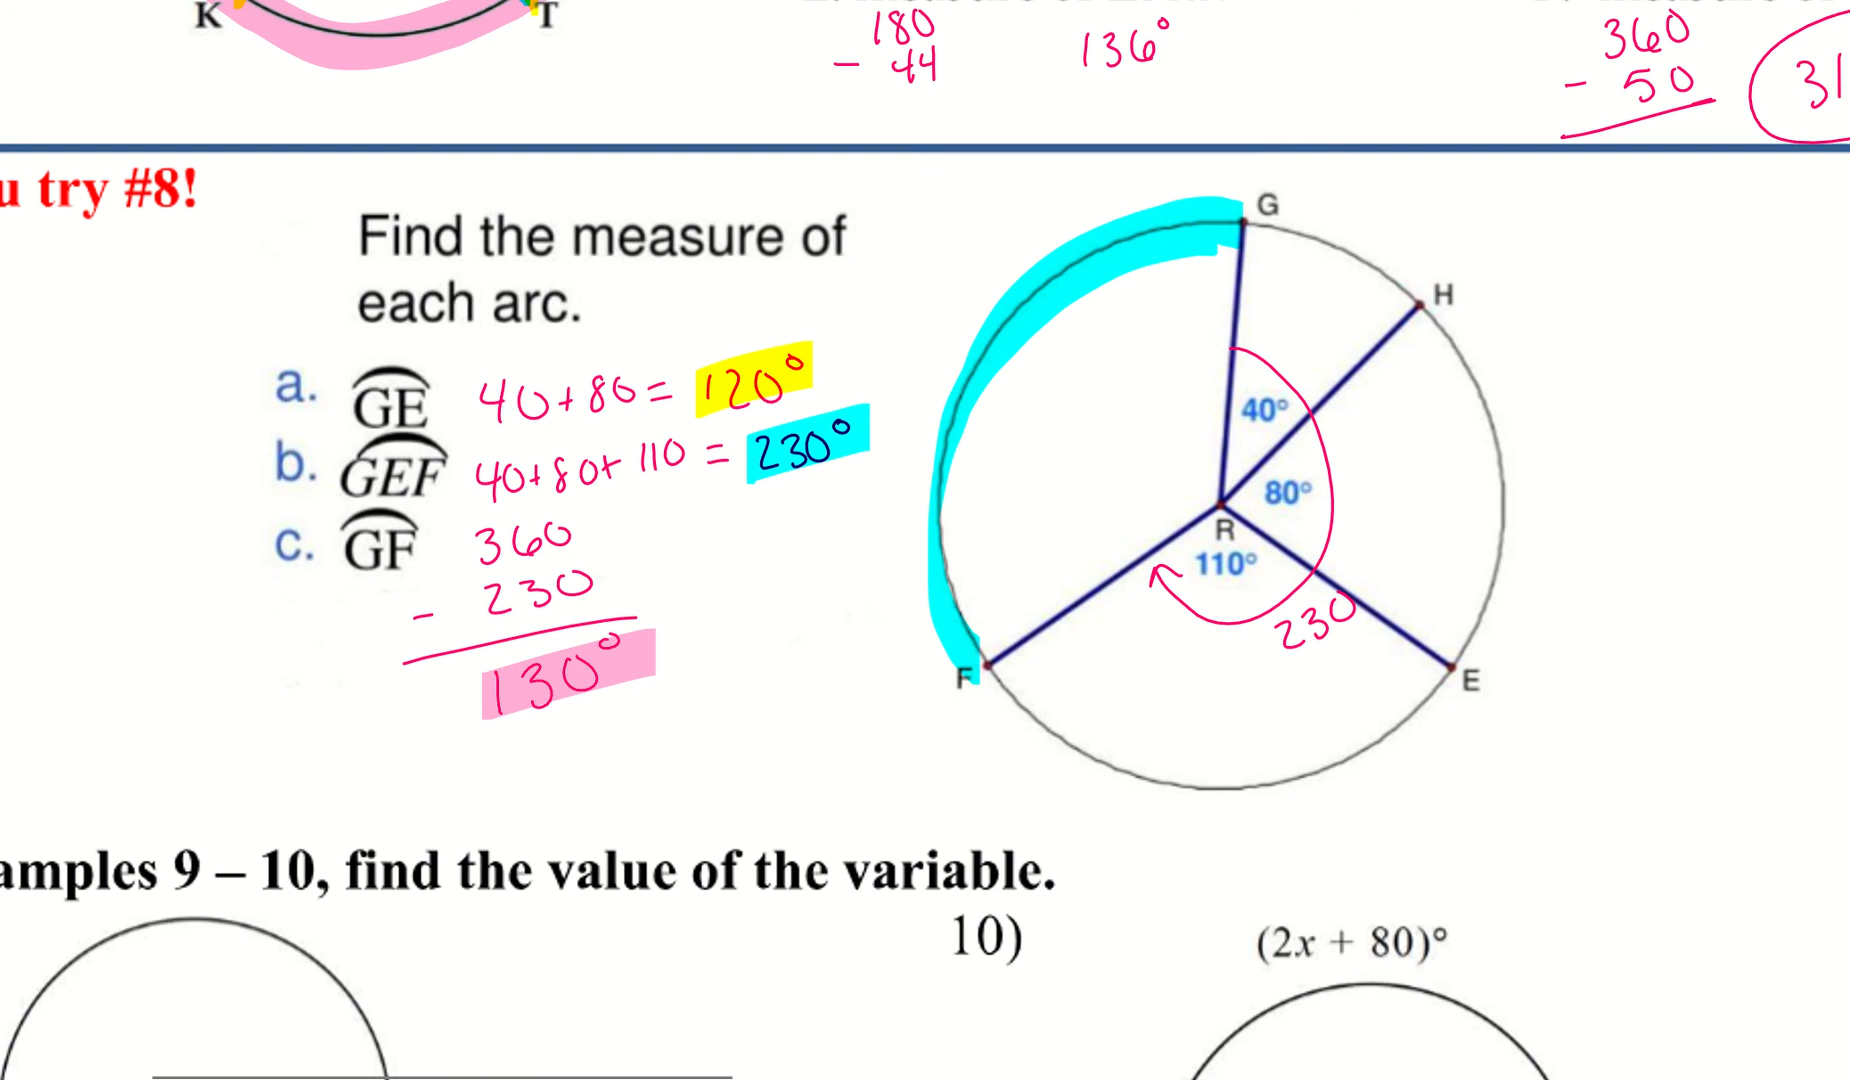 K T
180
- 44
136°
360
- 50
31
u try #8!
Find the measure of
each arc.
a. GE 40+80= 120°
b. GEF 40+80+110 = 230°
c. GF 360
- 230
130°
G
H
40°
80°
R
110°
230
F
E
amples 9 – 10, find the value of the variable.
10)
(2x + 80)°